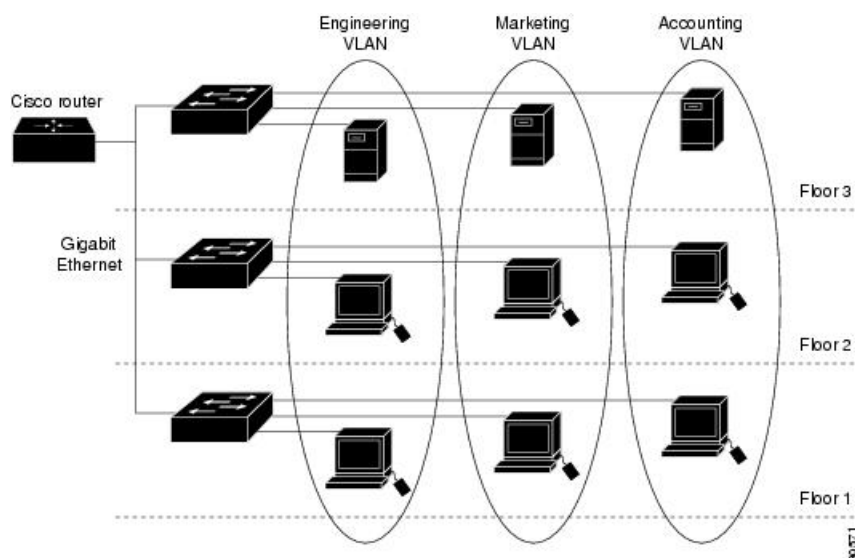 Engineering
VLAN
Marketing
VLAN
Accounting
VLAN
Cisco router
Floor 3
Gigabit
Ethernet
Floor 2
Floor 1